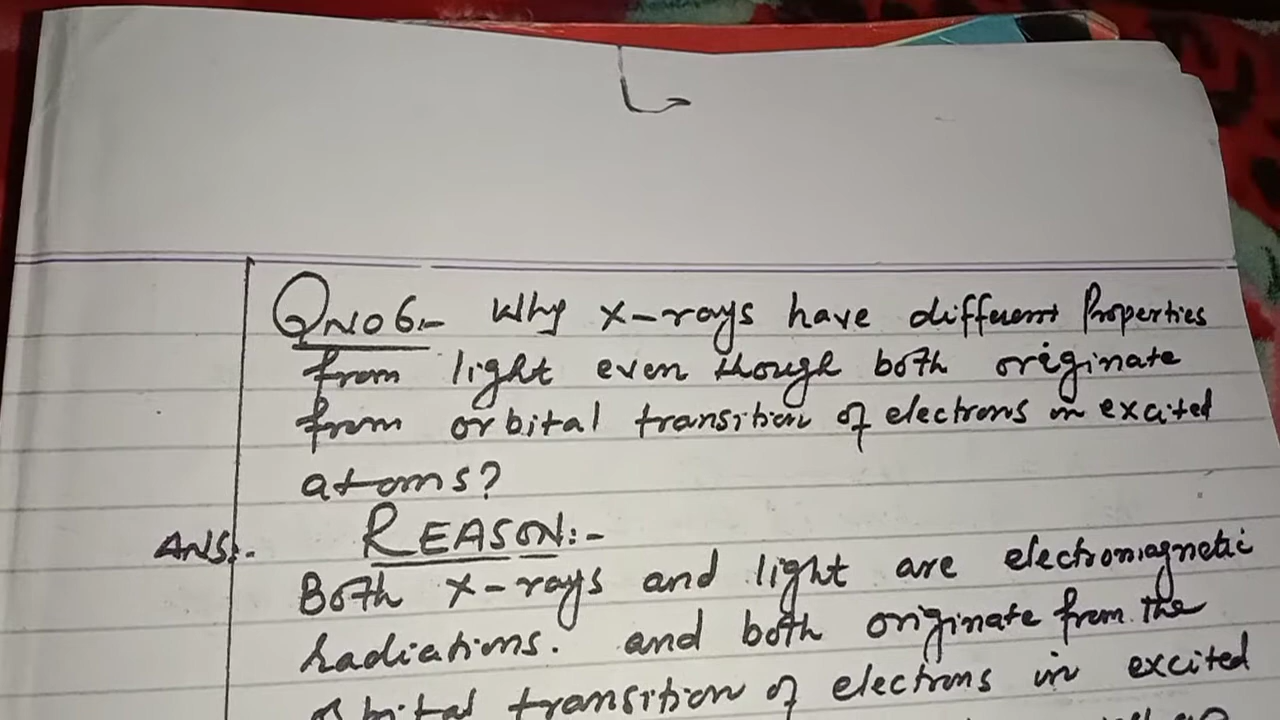 QNO6:- Why X-rays have different Properties
from light even though both originate
from orbital transition of electrons in excited
atoms?
ANS:- REASON:-
Both X-rays and light are electromagnetic
radiations. and both originate from the
orbital transition of electrons in excited